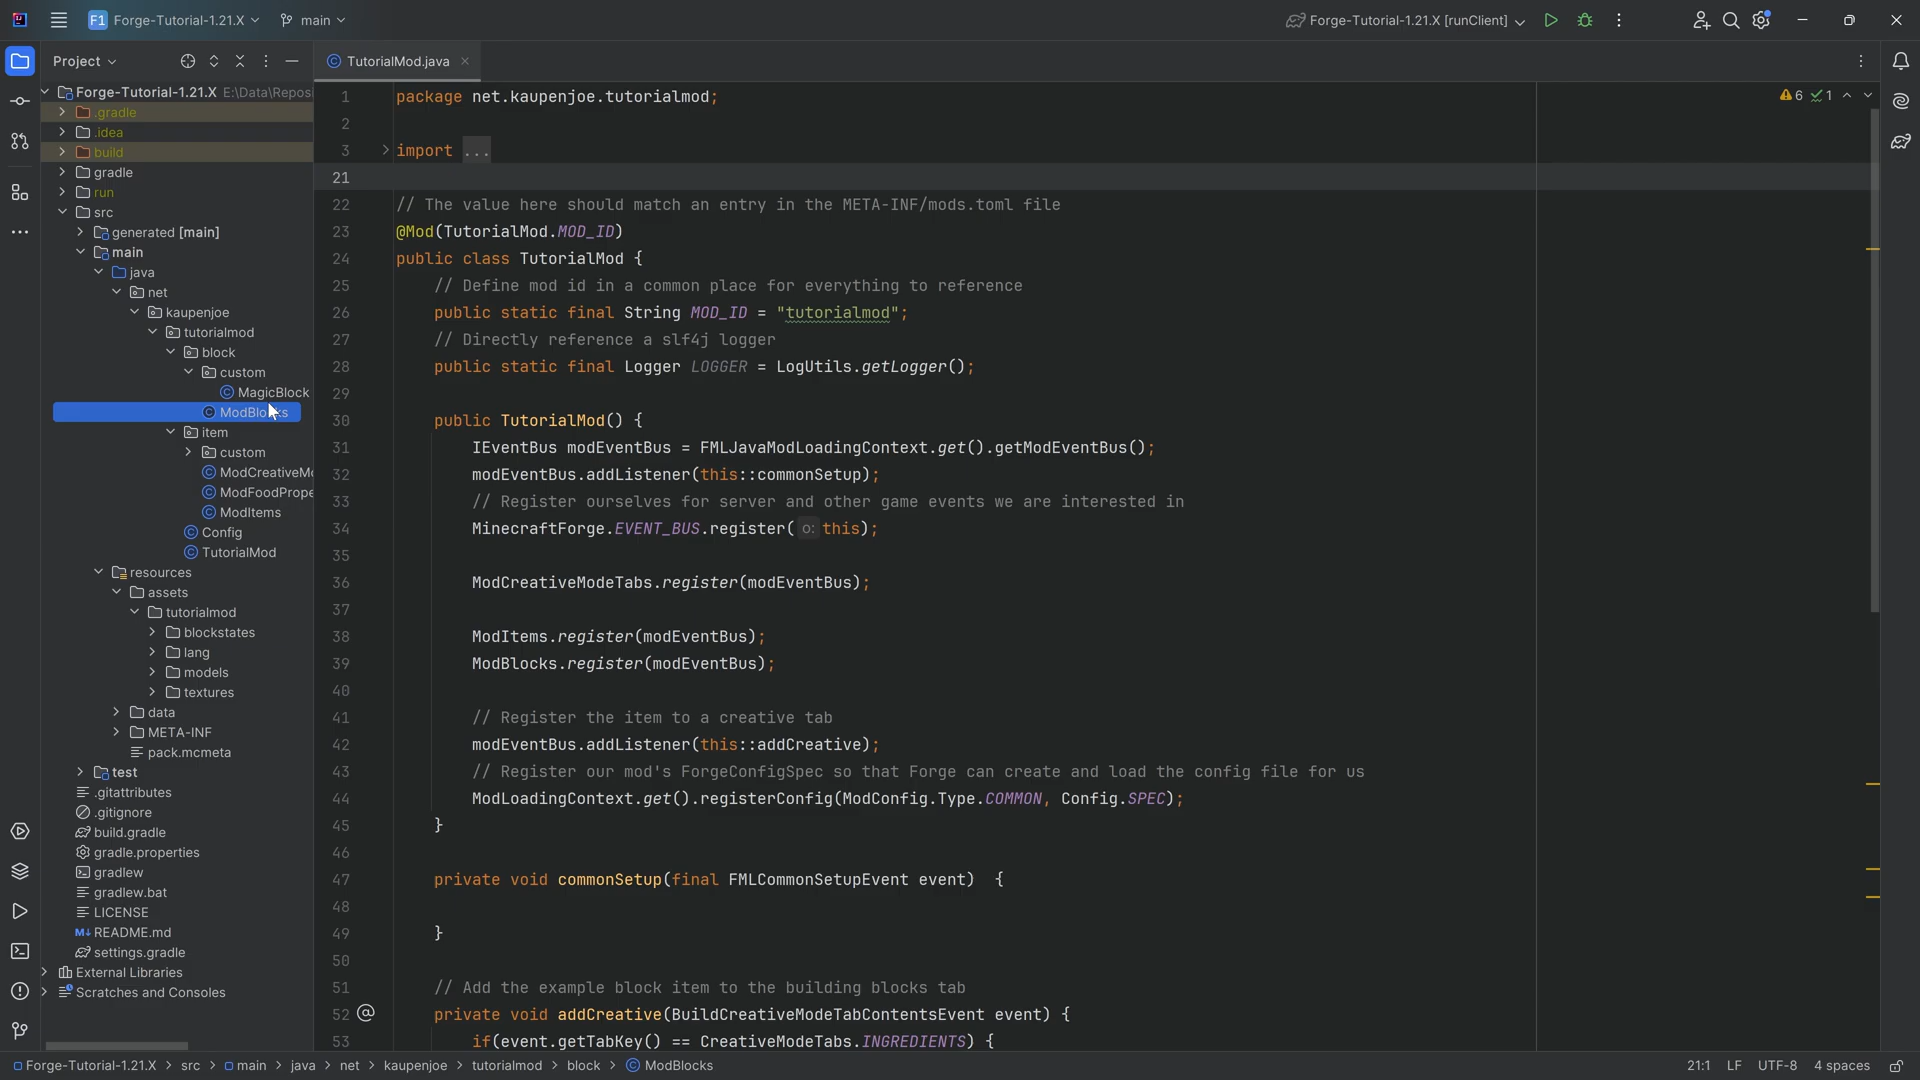 F1 Forge-Tutorial-1.21.X main Forge-Tutorial-1.21.X [runClient]
Project
TutorialMod.java
Forge-Tutorial-1.21.X E:\Data\Repos
.gradle
.idea
build
gradle
run
src
generated [main]
main
java
net
kaupenjoe
tutorialmod
block
custom
MagicBlock
ModBlocks
item
custom
ModCreativeMo
ModFoodPrope
ModItems
Config
TutorialMod
resources
assets
tutorialmod
blockstates
lang
models
textures
data
META-INF
pack.mcmeta
test
.gitattributes
.gitignore
build.gradle
gradle.properties
gradlew
gradlew.bat
LICENSE
M↓ README.md
settings.gradle
External Libraries
Scratches and Consoles
6 1
1 package net.kaupenjoe.tutorialmod;
2
3 import ...
21
22 // The value here should match an entry in the META-INF/mods.toml file
23 @Mod(TutorialMod.MOD_ID)
24 public class TutorialMod {
25 // Define mod id in a common place for everything to reference
26 public static final String MOD_ID = "tutorialmod";
27 // Directly reference a slf4j logger
28 public static final Logger LOGGER = LogUtils.getLogger();
29
30 public TutorialMod() {
31 IEventBus modEventBus = FMLJavaModLoadingContext.get().getModEventBus();
32 modEventBus.addListener(this::commonSetup);
33 // Register ourselves for server and other game events we are interested in
34 MinecraftForge.EVENT_BUS.register( o: this);
35
36 ModCreativeModeTabs.register(modEventBus);
37
38 ModItems.register(modEventBus);
39 ModBlocks.register(modEventBus);
40
41 // Register the item to a creative tab
42 modEventBus.addListener(this::addCreative);
43 // Register our mod's ForgeConfigSpec so that Forge can create and load the config file for us
44 ModLoadingContext.get().registerConfig(ModConfig.Type.COMMON, Config.SPEC);
45 }
46
47 private void commonSetup(final FMLCommonSetupEvent event) {
48
49 }
50
51 // Add the example block item to the building blocks tab
52 private void addCreative(BuildCreativeModeTabContentsEvent event) {
53 if(event.getTabKey() == CreativeModeTabs.INGREDIENTS) {
Forge-Tutorial-1.21.X > src > main > java > net > kaupenjoe > tutorialmod > block > ModBlocks 21:1 LF UTF-8 4 spaces